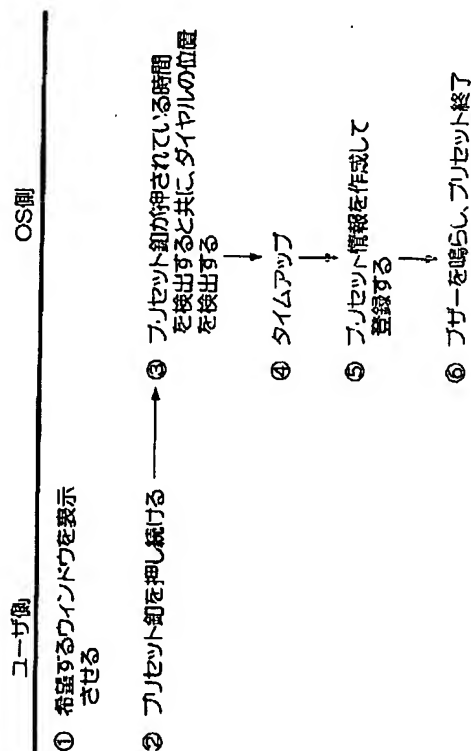 ユーザ側
OS側
① 希望するウィンドウを表示
させる
② プリセット釦を押し続ける
③ プリセット釦が押されている時間
を検出すると共に、ダイヤルの位置
を検出する
④ タイムアップ
⑤ プリセット情報を作成して
登録する
⑥ ブザーを鳴らし、プリセット終了